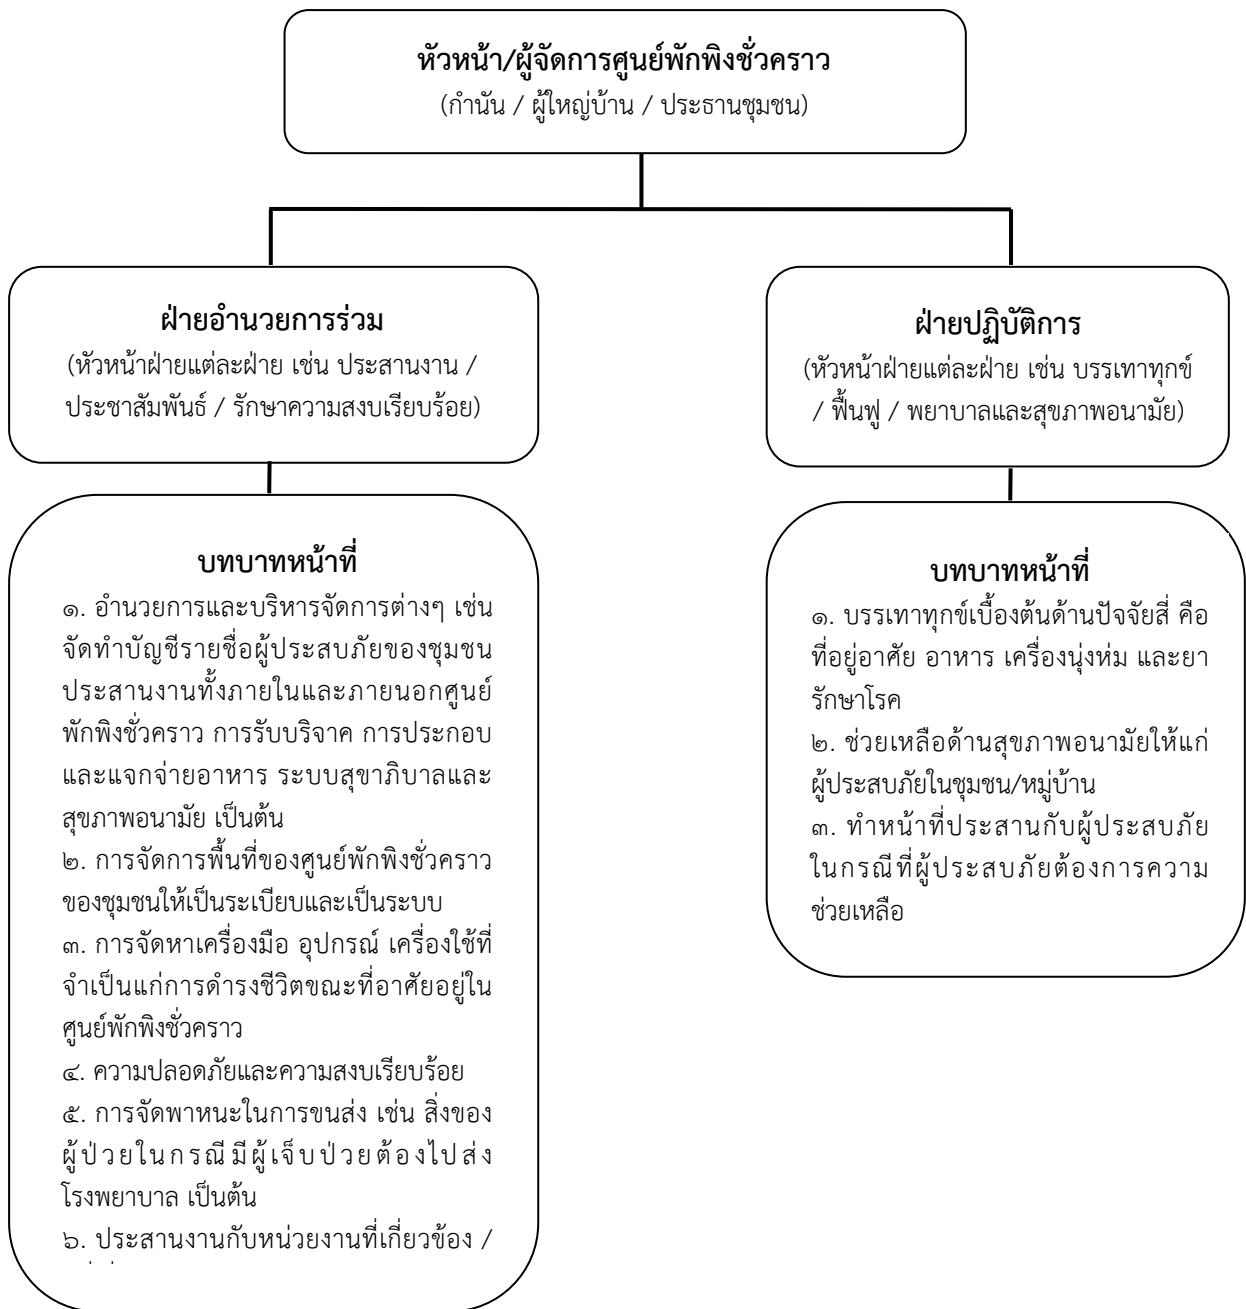 หัวหน้า/ผู้จัดการศูนย์พักพิงชั่วคราว
(กำนัน / ผู้ใหญ่บ้าน / ประธานชุมชน)
ฝ่ายอำนวยการร่วม
(หัวหน้าฝ่ายแต่ละฝ่าย เช่น ประสานงาน /
ประชาสัมพันธ์ / รักษาความสงบเรียบร้อย)
บทบาทหน้าที่
๑. อำนวยการและบริหารจัดการต่างๆ เช่น
จัดทำบัญชีรายชื่อผู้ประสบภัยของชุมชน
ประสานงานทั้งภายในและภายนอกศูนย์
พักพิงชั่วคราว การรับบริจาค การประกอบ
และแจกจ่ายอาหาร ระบบสุขาภิบาลและ
สุขภาพอนามัย เป็นต้น
๒. การจัดการพื้นที่ของศูนย์พักพิงชั่วคราว
ของชุมชนให้เป็นระเบียบและเป็นระบบ
๓. การจัดหาเครื่องมือ อุปกรณ์ เครื่องใช้ที่
จำเป็นแก่การดำรงชีวิตขณะที่อาศัยอยู่ใน
ศูนย์พักพิงชั่วคราว
๔. ความปลอดภัยและความสงบเรียบร้อย
๕. การจัดพาหนะในการขนส่ง เช่น สิ่งของ
ผู้ป่วยในกรณีมีผู้เจ็บป่วยต้องไปส่ง
โรงพยาบาล เป็นต้น
๖. ประสานงานกับหน่วยงานที่เกี่ยวข้อง /
ฝ่ายปฏิบัติการ
(หัวหน้าฝ่ายแต่ละฝ่าย เช่น บรรเทาทุกข์
/ ฟื้นฟู / พยาบาลและสุขภาพอนามัย)
บทบาทหน้าที่
๑. บรรเทาทุกข์เบื้องต้นด้านปัจจัยสี่ คือ
ที่อยู่อาศัย อาหาร เครื่องนุ่งห่ม และยา
รักษาโรค
๒. ช่วยเหลือด้านสุขภาพอนามัยให้แก่
ผู้ประสบภัยในชุมชน/หมู่บ้าน
๓. ทำหน้าที่ประสานกับผู้ประสบภัย
ในกรณีที่ผู้ประสบภัยต้องการความ
ช่วยเหลือ